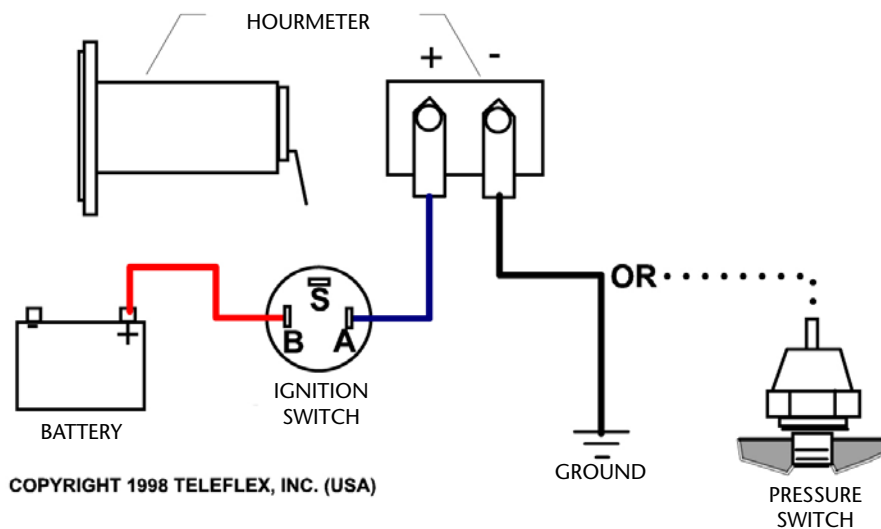 HOURMETER
+ -
OR
S
B A
- +
IGNITION
SWITCH
BATTERY
GROUND
COPYRIGHT 1998 TELEFLEX, INC. (USA)
PRESSURE
SWITCH